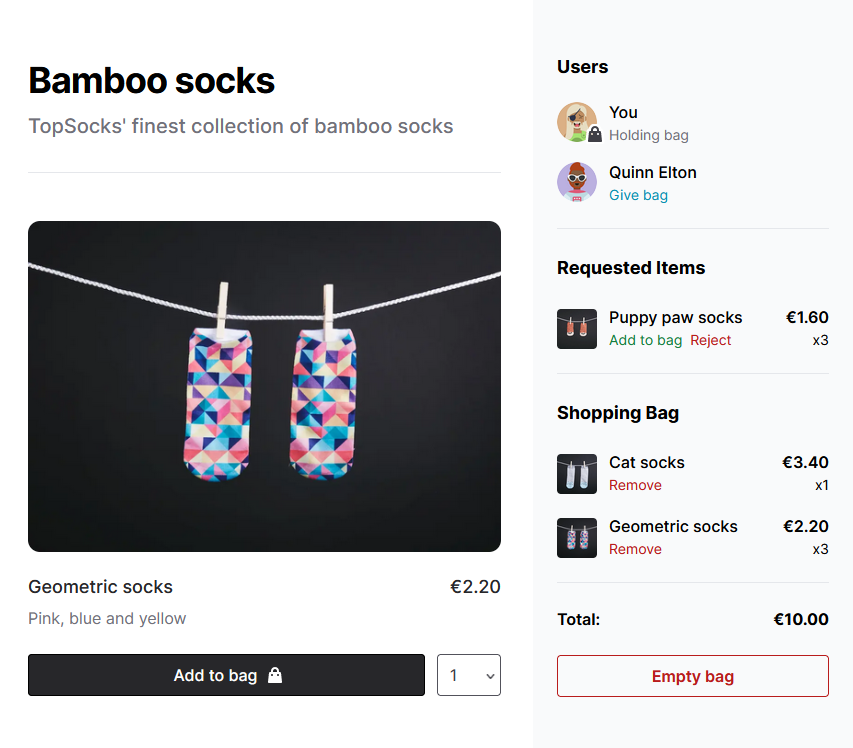 Bamboo socks
TopSocks' finest collection of bamboo socks
Geometric socks €2.20
Pink, blue and yellow
Add to bag 1
Users
You
Holding bag
Quinn Elton
Give bag
Requested Items
Puppy paw socks €1.60
Add to bag Reject x3
Shopping Bag
Cat socks €3.40
Remove x1
Geometric socks €2.20
Remove x3
Total: €10.00
Empty bag